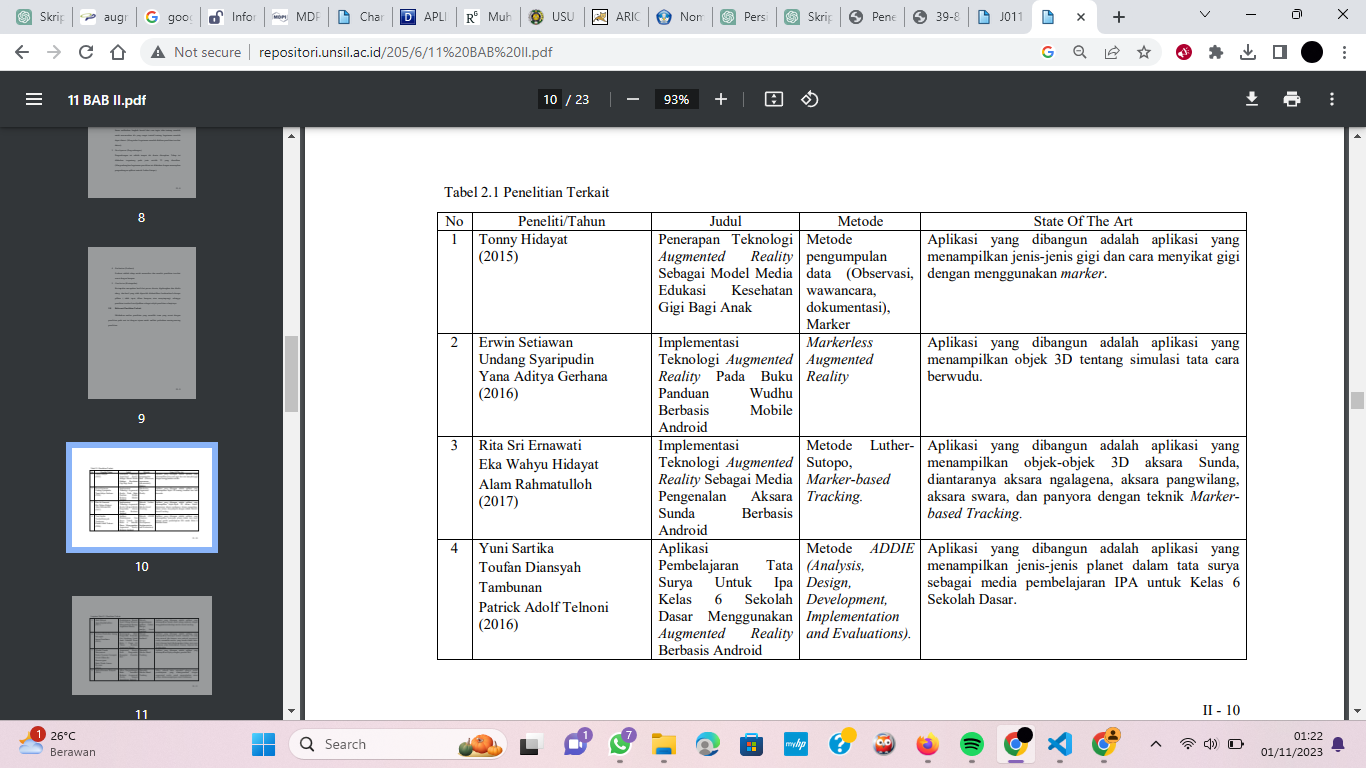 Skrip
augr
goog
Infor
MDP
Char
APLI
Muh
USU
ARIC
Non
Persi
Skrip
Pene
39-8
J011
Not secure
repositori.unsil.ac.id/205/6/11%20BAB%20II.pdf
11 BAB II.pdf
10 / 23
93%
8
9
10
11
Tabel 2.1 Penelitian Terkait
No Peneliti/Tahun Judul Metode State Of The Art
1
Tonny Hidayat
(2015)
Penerapan Teknologi
Augmented Reality
Sebagai Model Media
Edukasi Kesehatan
Gigi Bagi Anak
Metode
pengumpulan
data (Observasi,
wawancara,
dokumentasi),
Marker
Aplikasi yang dibangun adalah aplikasi yang
menampilkan jenis-jenis gigi dan cara menyikat gigi
dengan menggunakan marker.
2
Erwin Setiawan
Undang Syaripudin
Yana Aditya Gerhana
(2016)
Implementasi
Teknologi Augmented
Reality Pada Buku
Panduan Wudhu
Berbasis Mobile
Android
Markerless
Augmented
Reality
Aplikasi yang dibangun adalah aplikasi yang
menampilkan objek 3D tentang simulasi tata cara
berwudu.
3
Rita Sri Ernawati
Eka Wahyu Hidayat
Alam Rahmatulloh
(2017)
Implementasi
Teknologi Augmented
Reality Sebagai Media
Pengenalan Aksara
Sunda Berbasis
Android
Metode Luther-
Sutopo,
Marker-based
Tracking.
Aplikasi yang dibangun adalah aplikasi yang
menampilkan objek-objek 3D aksara Sunda,
diantaranya aksara ngalagena, aksara pangwilang,
aksara swara, dan panyora dengan teknik Marker-
based Tracking.
4
Yuni Sartika
Toufan Diansyah
Tambunan
Patrick Adolf Telnoni
(2016)
Aplikasi
Pembelajaran Tata
Surya Untuk Ipa
Kelas 6 Sekolah
Dasar Menggunakan
Augmented Reality
Berbasis Android
Metode ADDIE
(Analysis,
Design,
Development,
Implementation
and Evaluations).
Aplikasi yang dibangun adalah aplikasi yang
menampilkan jenis-jenis planet dalam tata surya
sebagai media pembelajaran IPA untuk Kelas 6
Sekolah Dasar.
II - 10
1
26°C
Berawan
Search
1
7
myhp
01:22
01/11/2023